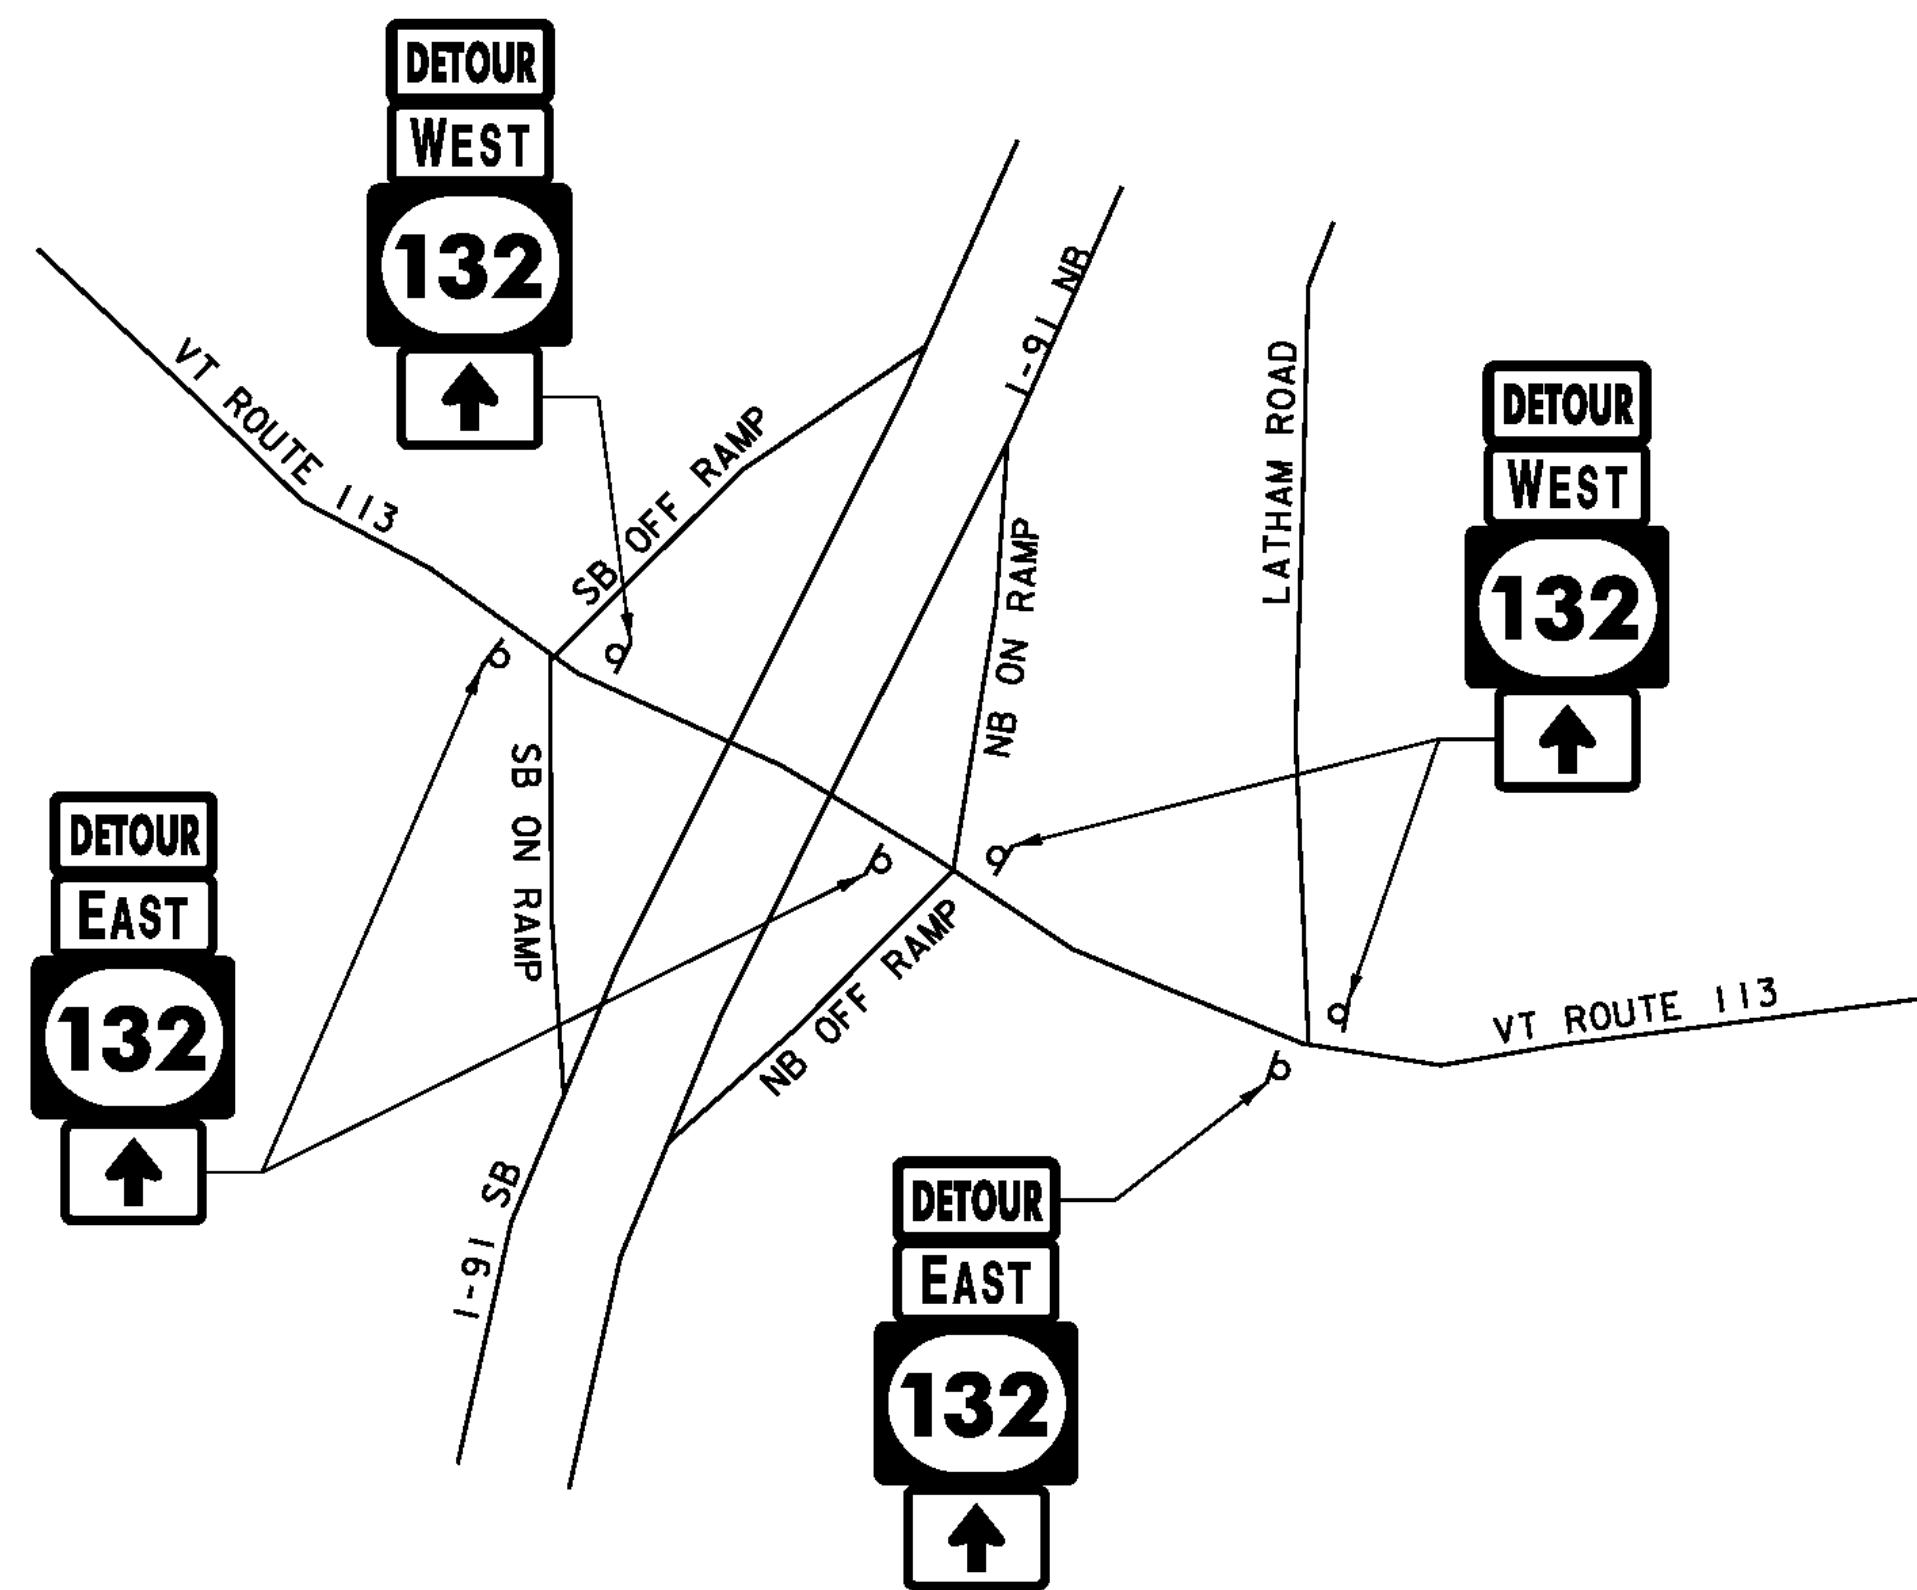 DETOUR
WEST
132
VT ROUTE 113
SB OFF RAMP
I-91 NB
LATHAM ROAD
DETOUR
WEST
132
NB ON RAMP
SB ON RAMP
DETOUR
EAST
132
NB OFF RAMP
VT ROUTE 113
I-91 SB
DETOUR
EAST
132